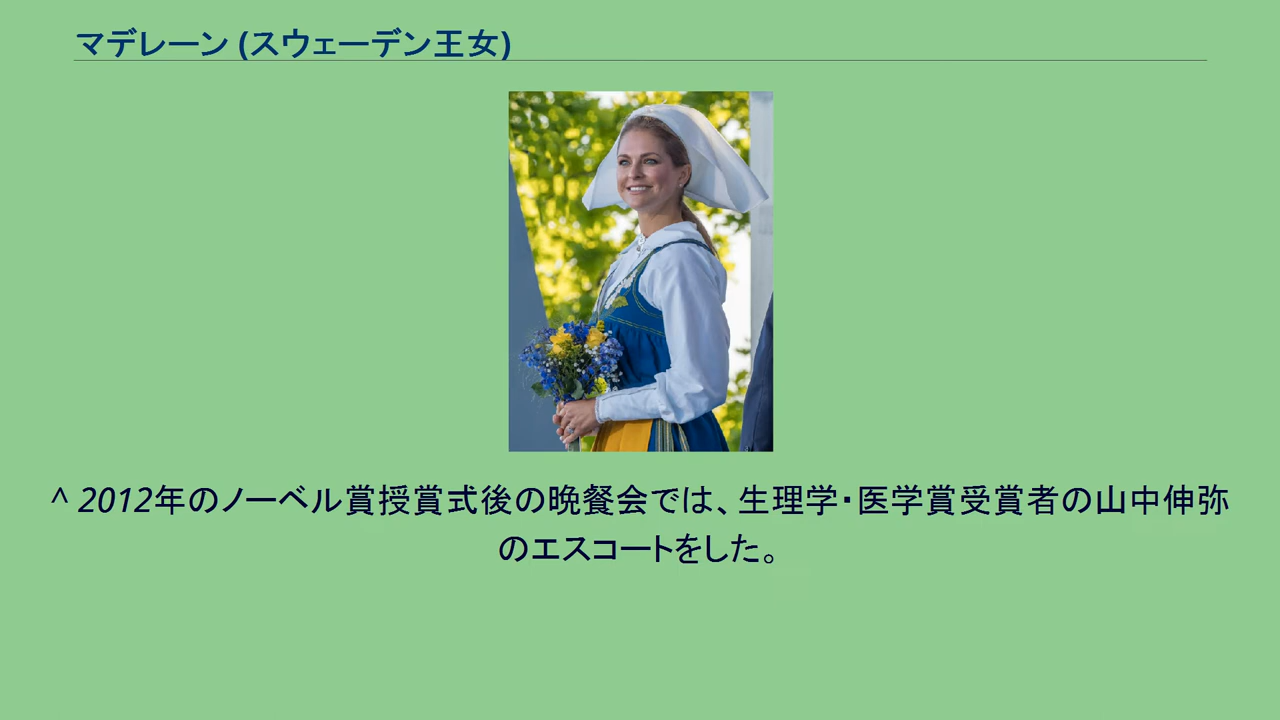 マデレーン (スウェーデン王女)
^ 2012年のノーベル賞授賞式後の晩餐会では、生理学・医学賞受賞者の山中伸弥
のエスコートをした。